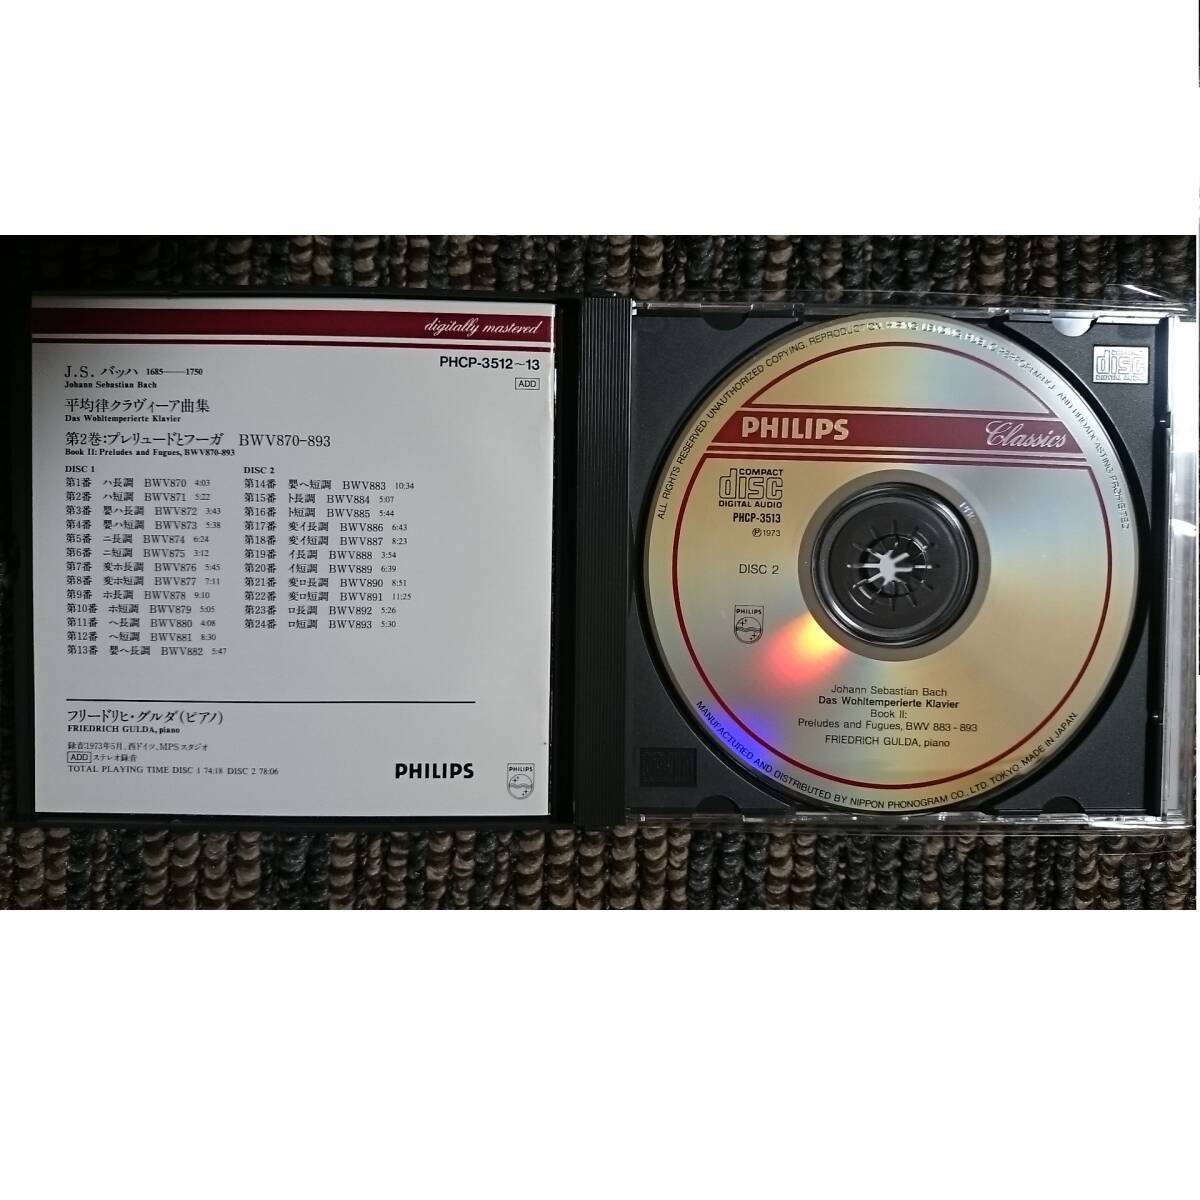 digitally mastered
PHCP-3512~13
ADD
J.S. バッハ 1685——1750
Johann Sebastian Bach
平均律クラヴィーア曲集
Das Wohltemperierte Klavier
第2巻:プレリュードとフーガ BWV870-893
Book II: Preludes and Fugues, BWV870-893
DISC 1
第1番 ハ長調 BWV870 4:03
第2番 ハ短調 BWV871 5:22
第3番 嬰ハ長調 BWV872 3:43
第4番 嬰ハ短調 BWV873 5:38
第5番 ニ長調 BWV874 6:24
第6番 ニ短調 BWV875 3:12
第7番 変ホ長調 BWV876 5:45
第8番 変ホ短調 BWV877 7:11
第9番 ホ長調 BWV878 9:10
第10番 ホ短調 BWV879 5:05
第11番 ヘ長調 BWV880 4:08
第12番 ヘ短調 BWV881 8:30
第13番 嬰ヘ長調 BWV882 5:47
DISC 2
第14番 嬰ヘ短調 BWV883 10:34
第15番 ト長調 BWV884 5:07
第16番 ト短調 BWV885 5:44
第17番 変イ長調 BWV886 6:43
第18番 変イ短調 BWV887 8:23
第19番 イ長調 BWV888 3:54
第20番 イ短調 BWV889 6:39
第21番 変ロ長調 BWV890 8:51
第22番 変ロ短調 BWV891 11:25
第23番 ロ長調 BWV892 5:26
第24番 ロ短調 BWV893 5:30
フリードリヒ・グルダ(ピアノ)
FRIEDRICH GULDA, piano
録音:1973年5月、西ドイツ、MPSスタジオ
ADD ステレオ録音
TOTAL PLAYING TIME DISC 1 74:18 DISC 2 78:06
PHILIPS
PHILIPS
ALL RIGHTS RESERVED. UNAUTHORIZED COPYING, REPRODUCTION, HIRING, LENDING, PUBLIC PERFORMANCE AND BROADCASTING PROHIBITED
PHILIPS Classics
COMPACT
disc
DIGITAL AUDIO
PHCP-3513
Ⓟ1973
DISC 2
PHILIPS
Johann Sebastian Bach
Das Wohltemperierte Klavier
Book II:
Preludes and Fugues, BWV 883-893
FRIEDRICH GULDA, piano
MANUFACTURED AND DISTRIBUTED BY NIPPON PHONOGRAM CO., LTD. TOKYO. MADE IN JAPAN.
COMPACT
disc
DIGITAL AUDIO